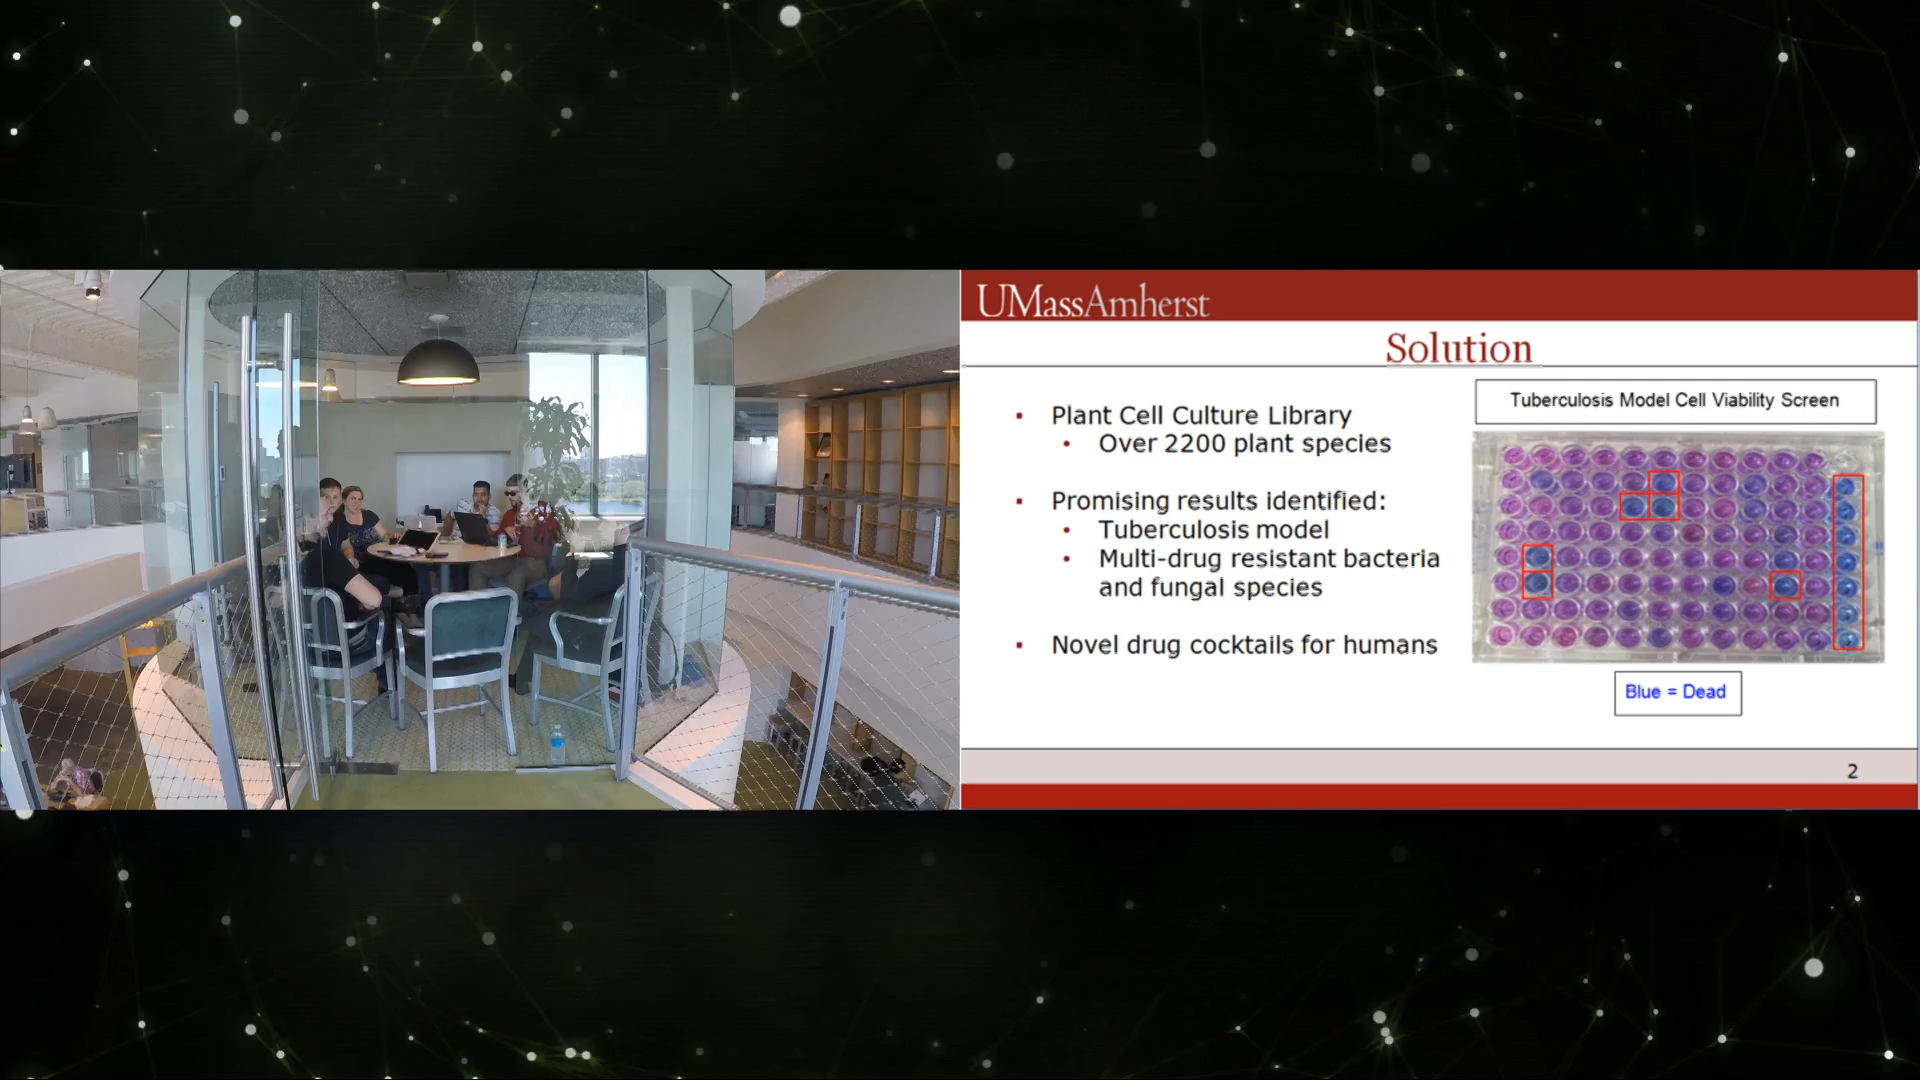 UMassAmherst
Solution
Tuberculosis Model Cell Viability Screen
▪ Plant Cell Culture Library
• Over 2200 plant species
▪ Promising results identified:
• Tuberculosis model
• Multi-drug resistant bacteria
and fungal species
▪ Novel drug cocktails for humans
Blue = Dead
2